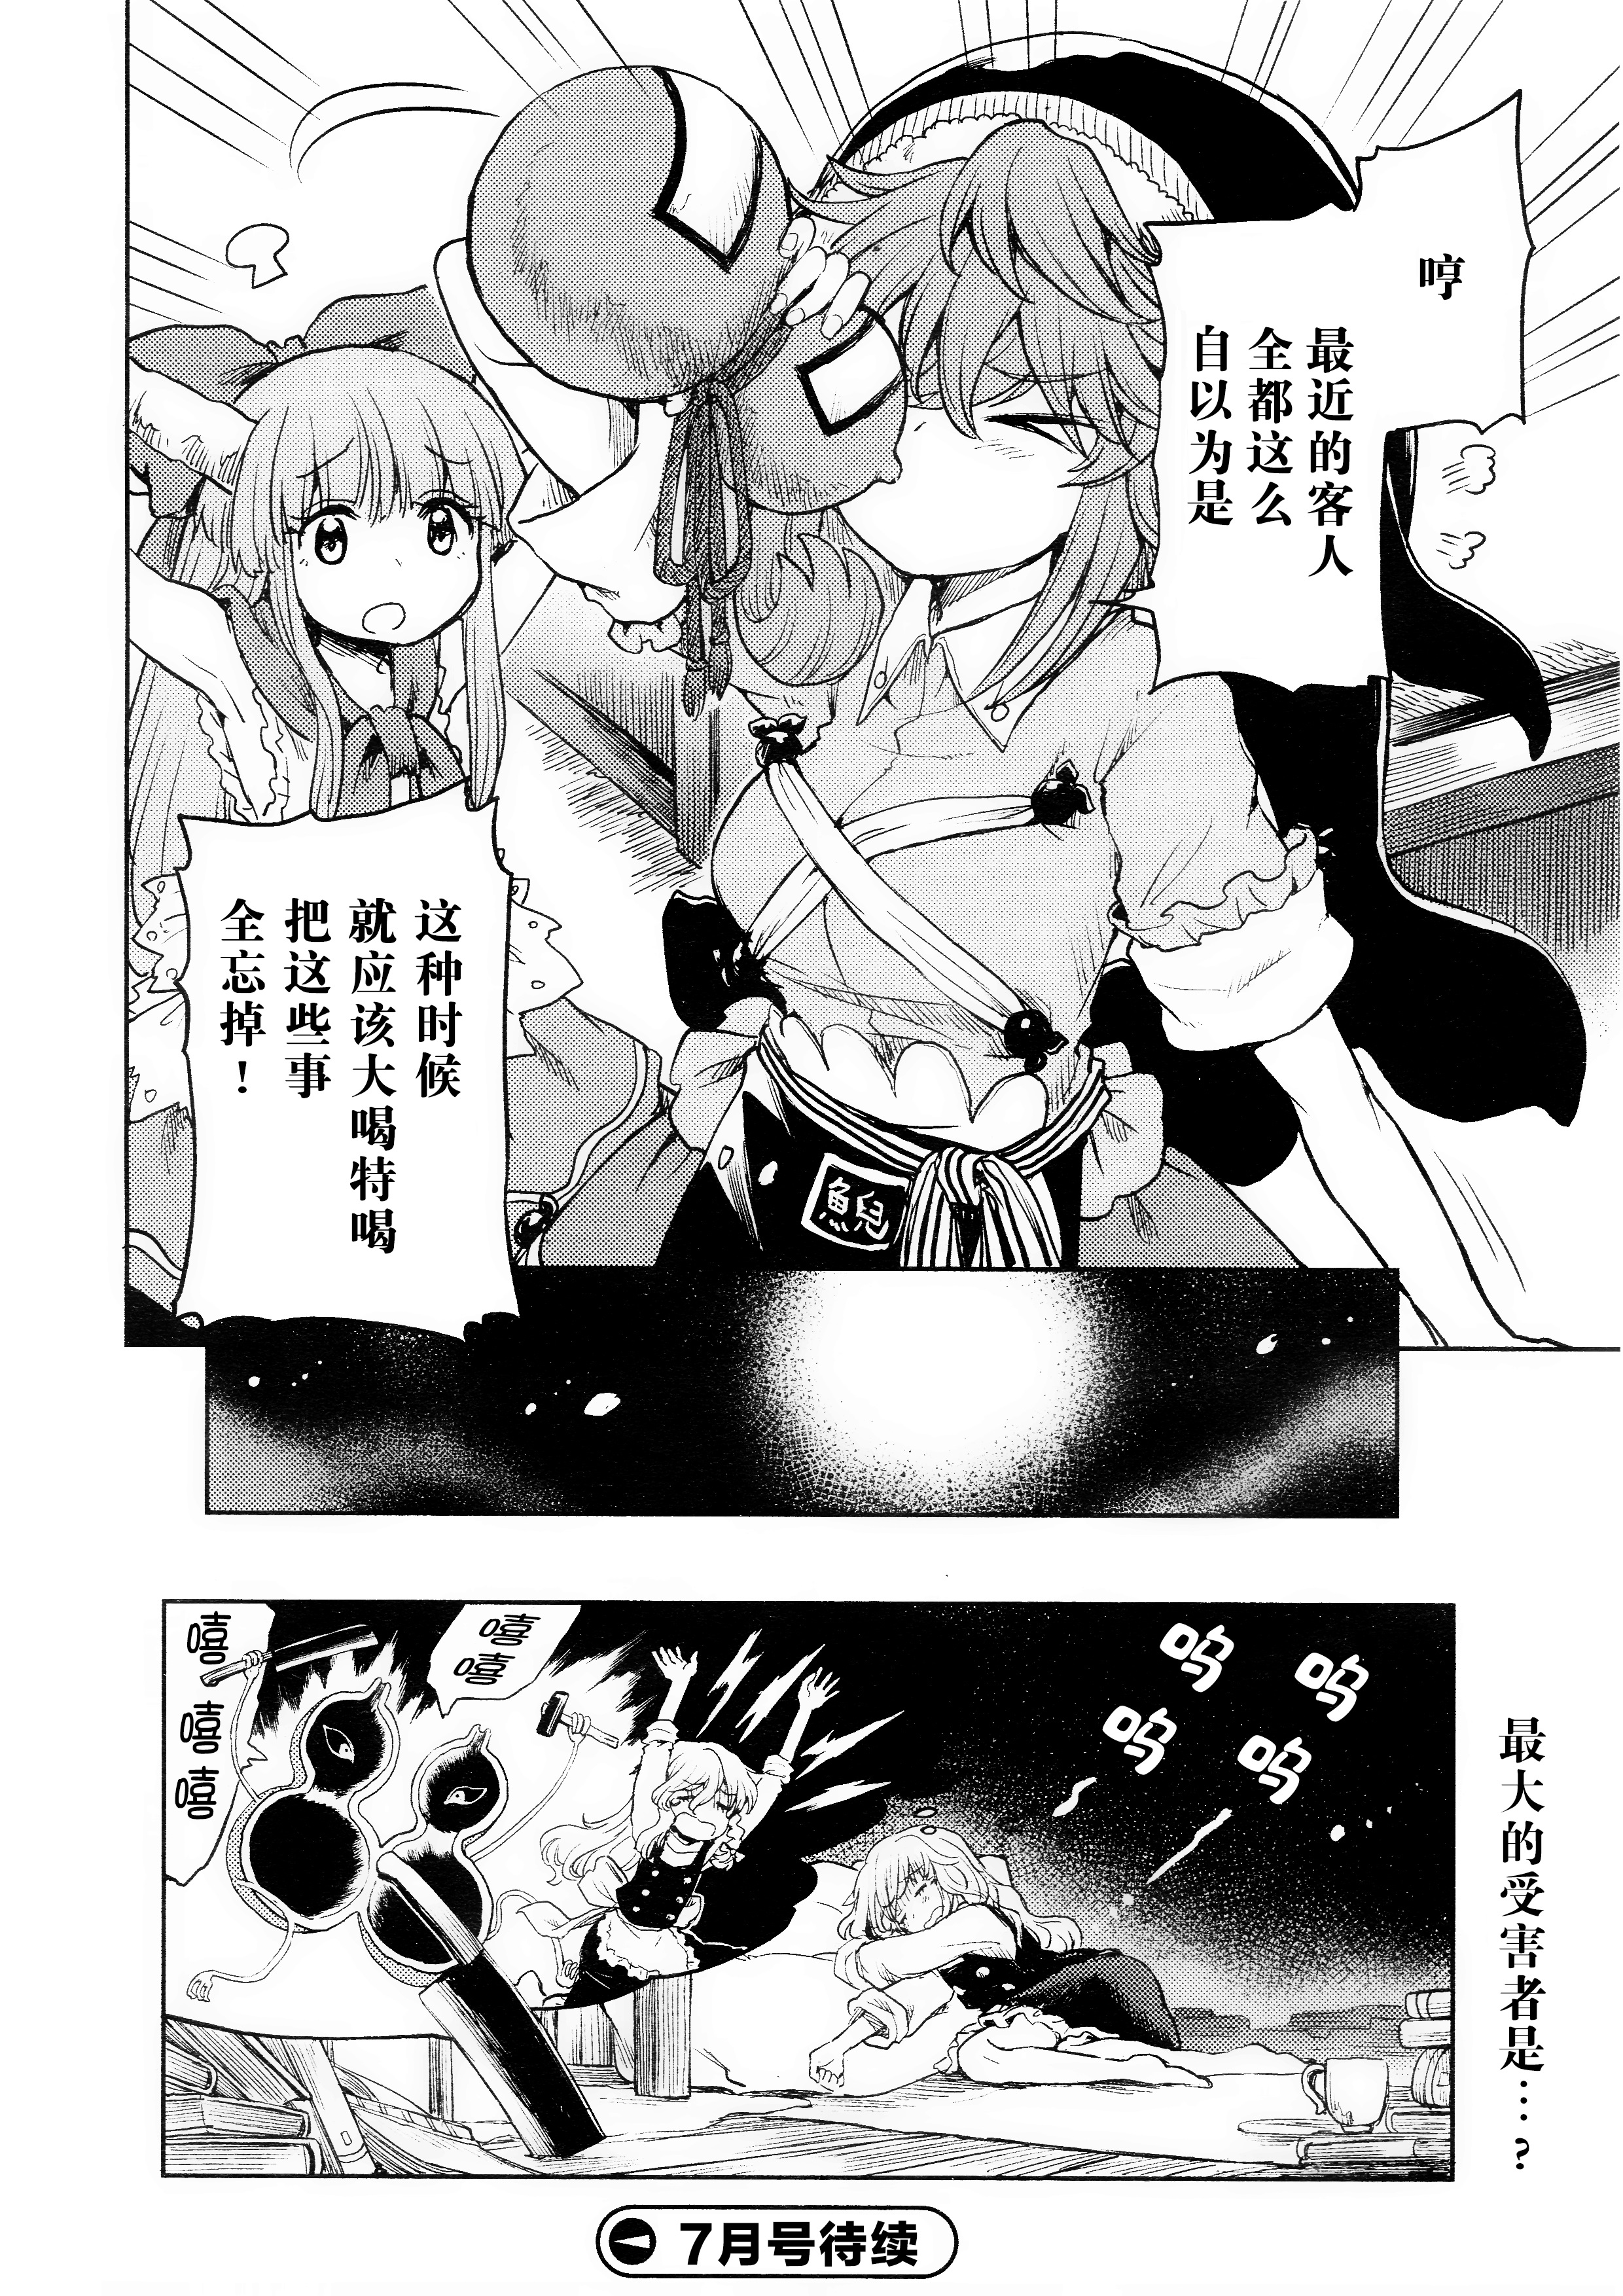 哼
最近的客人
全都这么
自以为是
这种时候
就应该大喝特喝
把这些事
全忘掉！
鯢
呜
呜
呜
呜
嘻
嘻
嘻
嘻
嘻
最大的受害者是…?
7月号待续